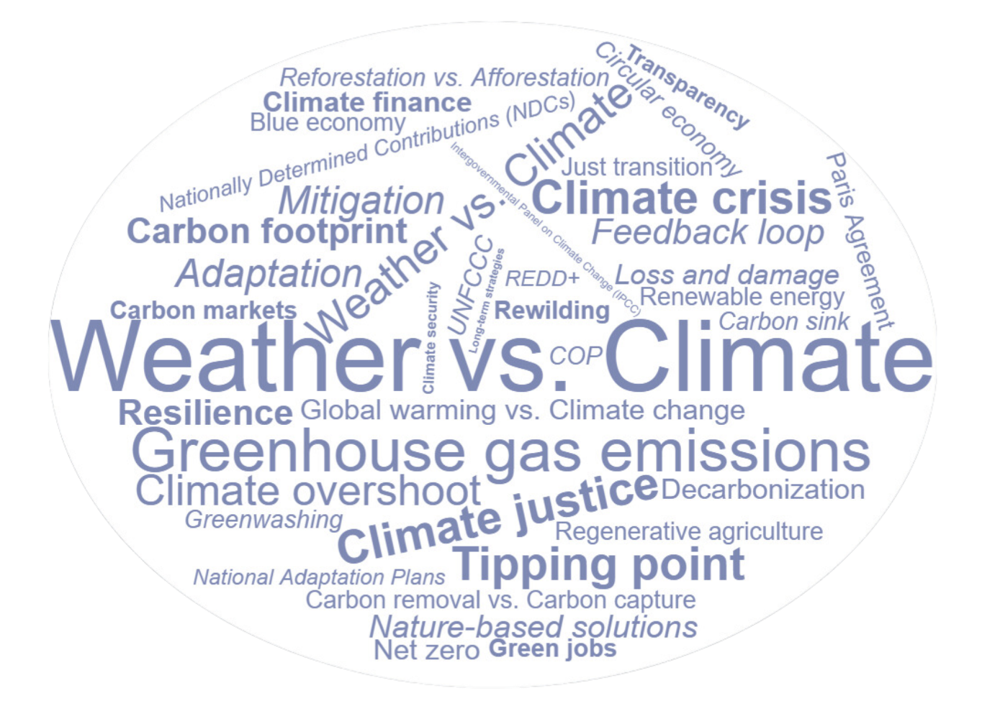 Circular economy
Transparency
Reforestation vs. Afforestation
Climate finance
Blue economy
Nationally Determined Contributions (NDCs)
Weather vs. Climate
Intergovernmental Panel on Climate Change (IPCC)
Just transition
Paris Agreement
Mitigation
Climate crisis
Carbon footprint
Feedback loop
Adaptation
UNFCCC
Long-term strategies
REDD+
Loss and damage
Renewable energy
Carbon markets
Climate security
Rewilding
Carbon sink
Weather vs. Climate
COP
Resilience
Global warming vs. Climate change
Greenhouse gas emissions
Climate overshoot
Climate justice
Decarbonization
Greenwashing
Regenerative agriculture
Tipping point
National Adaptation Plans
Carbon removal vs. Carbon capture
Nature-based solutions
Net zero
Green jobs